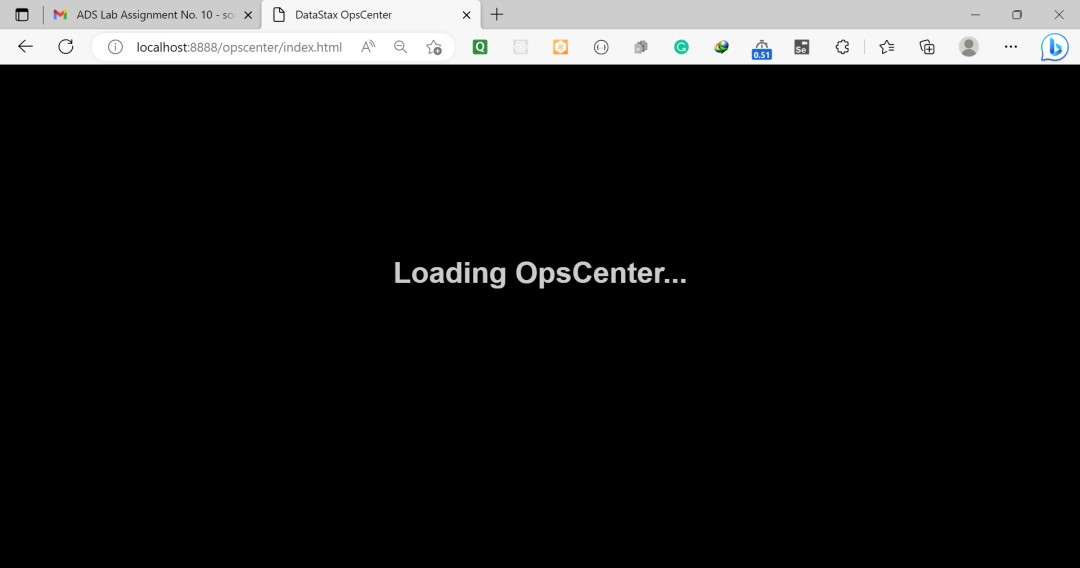 ADS Lab Assignment No. 10 - so
DataStax OpsCenter
localhost:8888/opscenter/index.html
A
Q
G
0.51
Se
b
Loading OpsCenter...